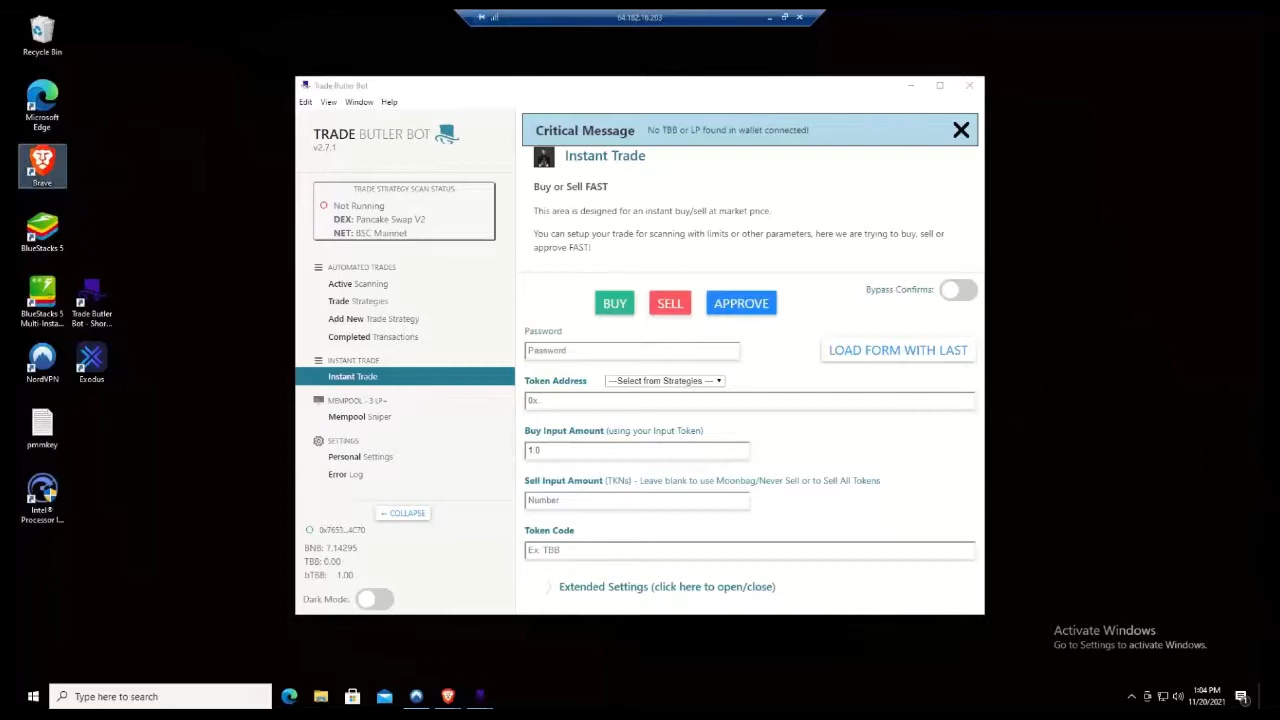 64.182.16.203
Recycle Bin
Microsoft
Edge
Brave
BlueStacks 5
BlueStacks 5
Multi-Insta...
Trade Butler
Bot - Shor...
NordVPN
Exodus
pmmkey
Intel®
Processor I...
Trade Butler Bot
Edit View Window Help
TRADE BUTLER BOT
v2.7.1
TRADE STRATEGY SCAN STATUS
Not Running
DEX: Pancake Swap V2
NET: BSC Mainnet
AUTOMATED TRADES
Active Scanning
Trade Strategies
Add New Trade Strategy
Completed Transactions
INSTANT TRADE
Instant Trade
MEMPOOL - 3 LP+
Mempool Sniper
SETTINGS
Personal Settings
Error Log
← COLLAPSE
0x7653...4C70
BNB: 7.14295
TBB: 0.00
bTBB: 1.00
Dark Mode:
Critical Message No TBB or LP found in wallet connected!
Instant Trade
Buy or Sell FAST
This area is designed for an instant buy/sell at market price.
You can setup your trade for scanning with limits or other parameters, here we are trying to buy, sell or
approve FAST!
Bypass Confirms:
BUY SELL APPROVE
Password
Password
LOAD FORM WITH LAST
Token Address ---Select from Strategies ---
0x..
Buy Input Amount (using your Input Token)
1.0
Sell Input Amount (TKNs) - Leave blank to use Moonbag/Never Sell or to Sell All Tokens
Number
Token Code
Ex: TBB
Extended Settings (click here to open/close)
Activate Windows
Go to Settings to activate Windows.
Type here to search
1:04 PM
11/20/2021